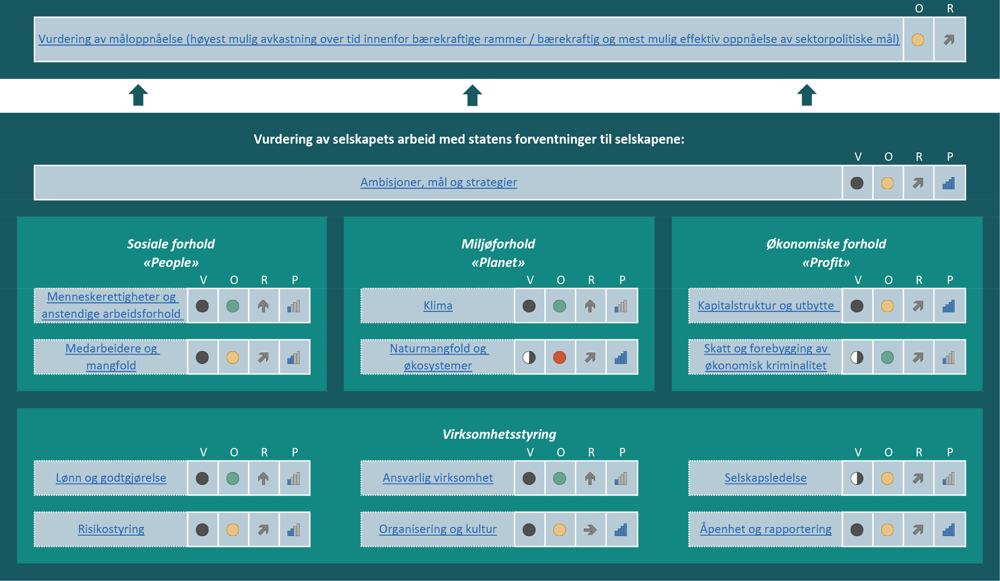 O R
Vurdering av måloppnåelse (høyest mulig avkastning over tid innenfor bærekraftige rammer / bærekraftig og mest mulig effektiv oppnåelse av sektorpolitiske mål)
Vurdering av selskapets arbeid med statens forventninger til selskapene:
V O R P
Ambisjoner, mål og strategier
Sosiale forhold
«People»
V O R P
Menneskerettigheter og
anstendige arbeidsforhold
Medarbeidere og
mangfold
Miljøforhold
«Planet»
V O R P
Klima
Naturmangfold og
økosystemer
Økonomiske forhold
«Profit»
V O R P
Kapitalstruktur og utbytte
Skatt og forebygging av
økonomisk kriminalitet
Virksomhetsstyring
V O R P
Lønn og godtgjørelse
Risikostyring
V O R P
Ansvarlig virksomhet
Organisering og kultur
V O R P
Selskapsledelse
Åpenhet og rapportering